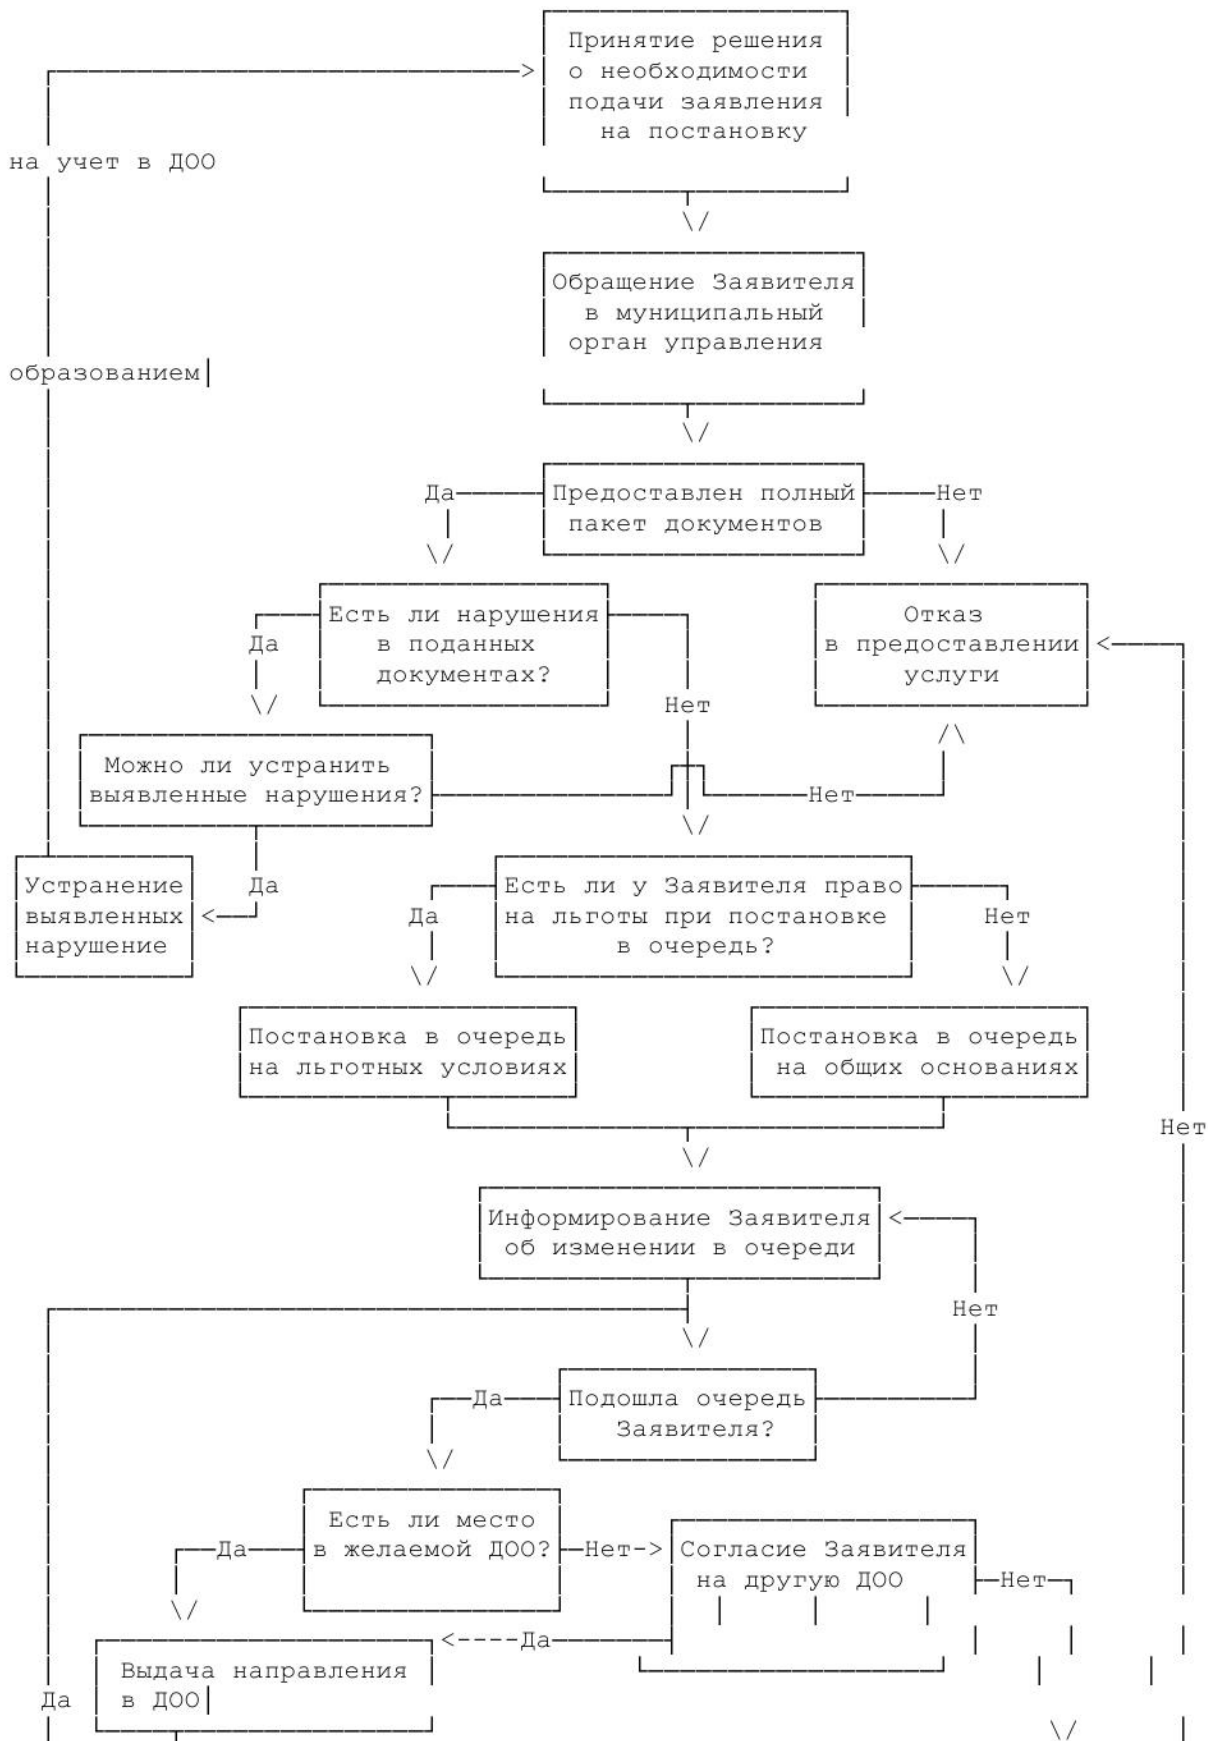 Принятие решения
о необходимости
подачи заявления
на постановку
на учет в ДОО
Обращение Заявителя
в муниципальный
орган управления
образованием
Да Предоставлен полный Нет
пакет документов
Есть ли нарушения Отказ
Да в поданных в предоставлении
документах? услуги
Нет
Можно ли устранить
выявленные нарушения? Нет
Устранение Да Есть ли у Заявителя право
выявленных Да на льготы при постановке Нет
нарушение в очередь?
Постановка в очередь Постановка в очередь
на льготных условиях на общих основаниях
Нет
Информирование Заявителя
об изменении в очереди
Нет
Да Подошла очередь
Заявителя?
Есть ли место
Да в желаемой ДОО? Нет Согласие Заявителя
на другую ДОО Нет
Да
Выдача направления
Да в ДОО